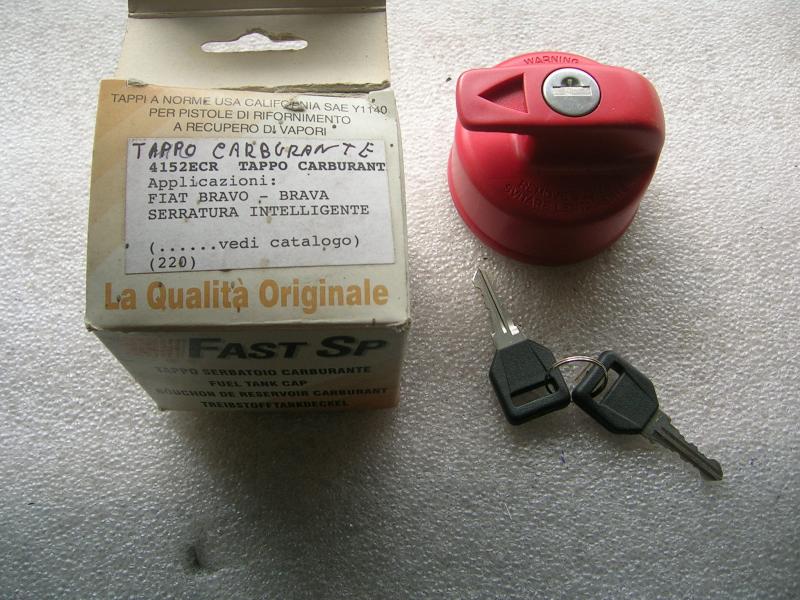 TAPPI A NORME USA CALIFORNIA SAE Y1140
PER PISTOLE DI RIFORNIMENTO
A RECUPERO DI VAPORI
TAPPO CARBURANTE
4152ECR TAPPO CARBURANT
Applicazioni:
FIAT BRAVO - BRAVA
SERRATURA INTELLIGENTE
(......vedi catalogo)
(220)
La Qualità Originale
FAST SP
TAPPO SERBATOIO CARBURANTE
FUEL TANK CAP
BOUCHON DE RESERVOIR CARBURANT
TREIBSTOFFTANKDECKEL
WARNING